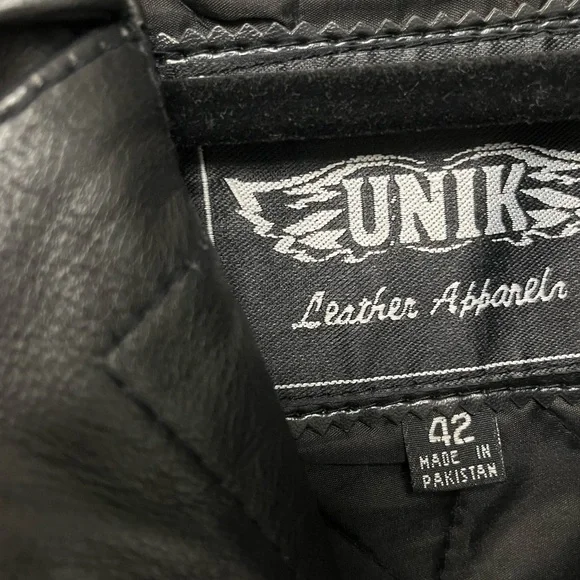 UNIK
Leather Apparels
42
MADE IN
PAKISTAN